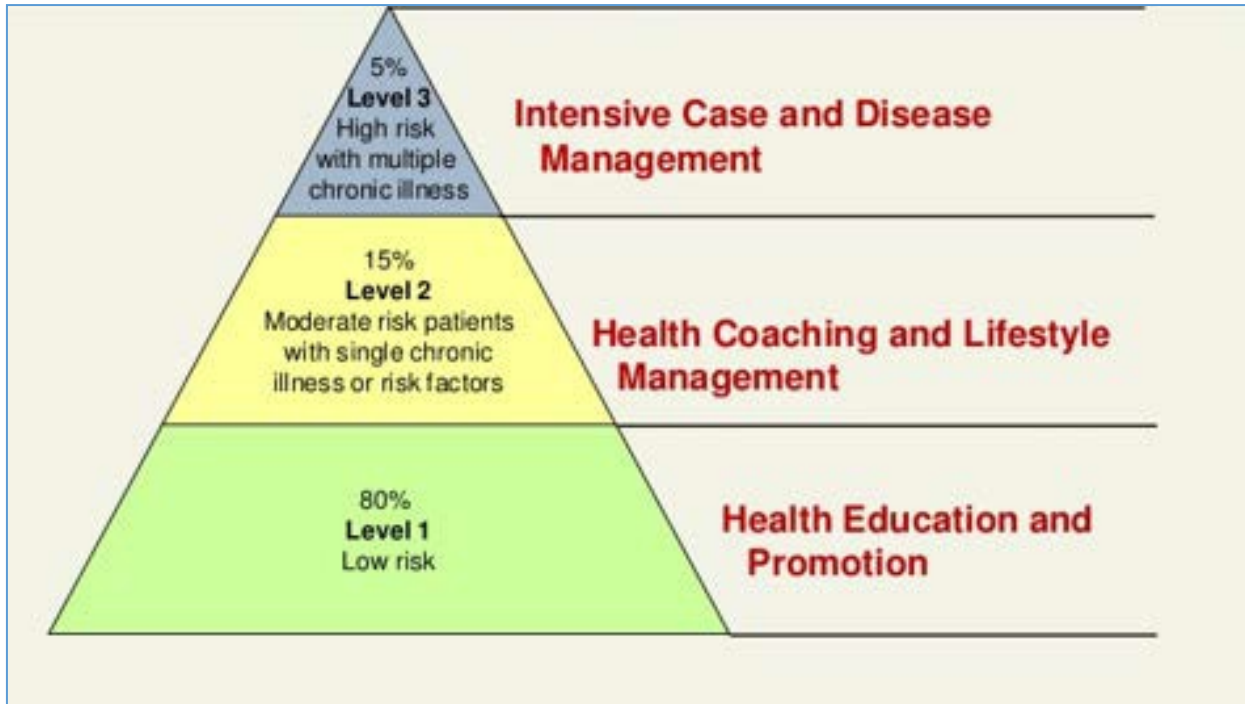 5%
Level 3
High risk
with multiple
chronic illness
Intensive Case and Disease
Management
15%
Level 2
Moderate risk patients
with single chronic
illness or risk factors
Health Coaching and Lifestyle
Management
80%
Level 1
Low risk
Health Education and
Promotion